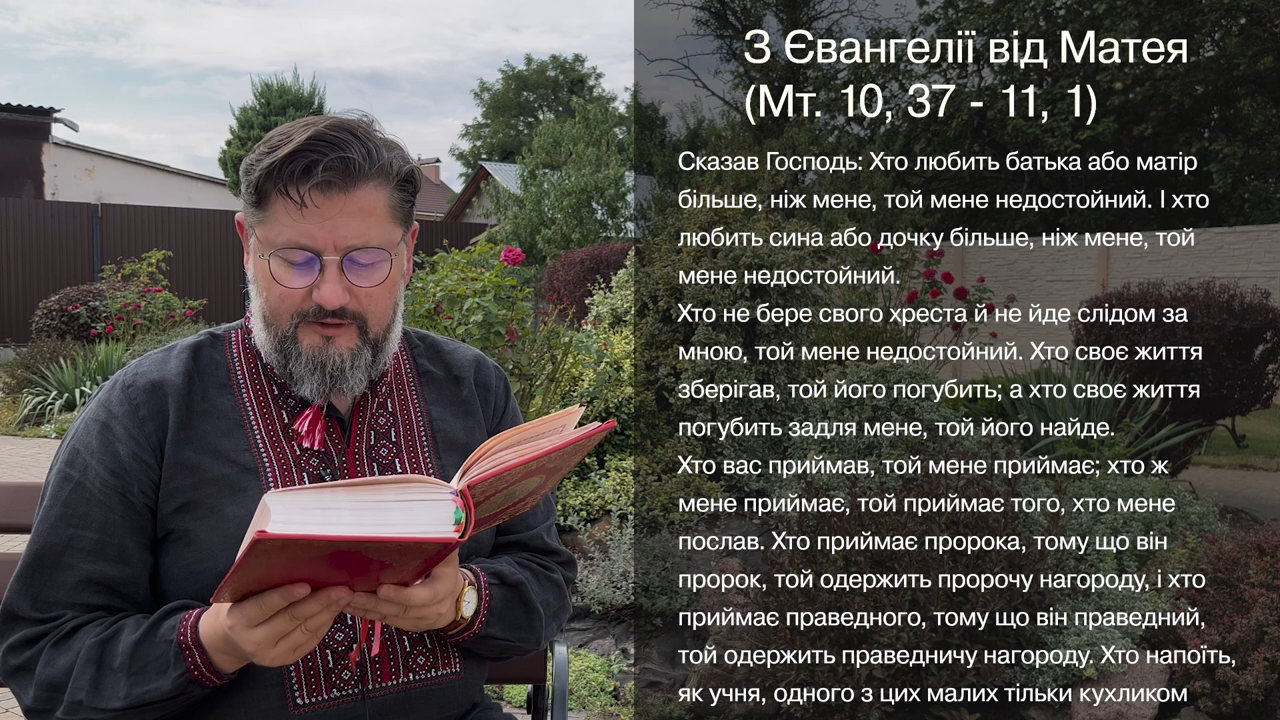 З Євангелії від Матея
(Мт. 10, 37 - 11, 1)
Сказав Господь: Хто любить батька або матір
більше, ніж мене, той мене недостойний. І хто
любить сина або дочку більше, ніж мене, той
мене недостойний.
Хто не бере свого хреста й не йде слідом за
мною, той мене недостойний. Хто своє життя
зберігав, той його погубить; а хто своє життя
погубить задля мене, той його найде.
Хто вас приймав, той мене приймає; хто ж
мене приймає, той приймає того, хто мене
послав. Хто приймає пророка, тому що він
пророк, той одержить пророчу нагороду, і хто
приймає праведного, тому що він праведний,
той одержить праведничу нагороду. Хто напоїть,
як учня, одного з цих малих тільки кухликом